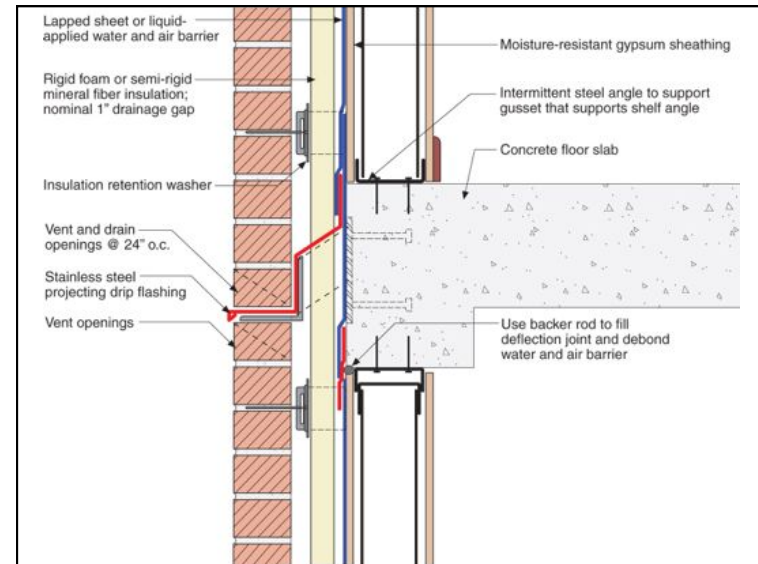 Lapped sheet or liquid-
applied water and air barrier
Rigid foam or semi-rigid
mineral fiber insulation;
nominal 1" drainage gap
Insulation retention washer
Vent and drain
openings @ 24" o.c.
Stainless steel
projecting drip flashing
Vent openings
Moisture-resistant gypsum sheathing
Intermittent steel angle to support
gusset that supports shelf angle
Concrete floor slab
Use backer rod to fill
deflection joint and debond
water and air barrier